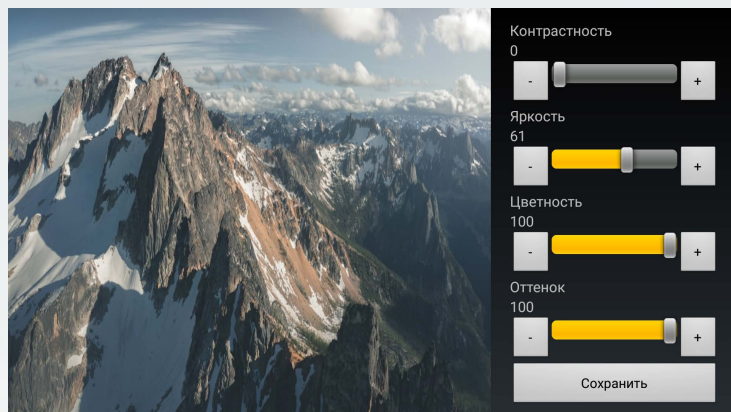 Контрастность
0
- +
Яркость
61
- +
Цветность
100
- +
Оттенок
100
- +
Сохранить